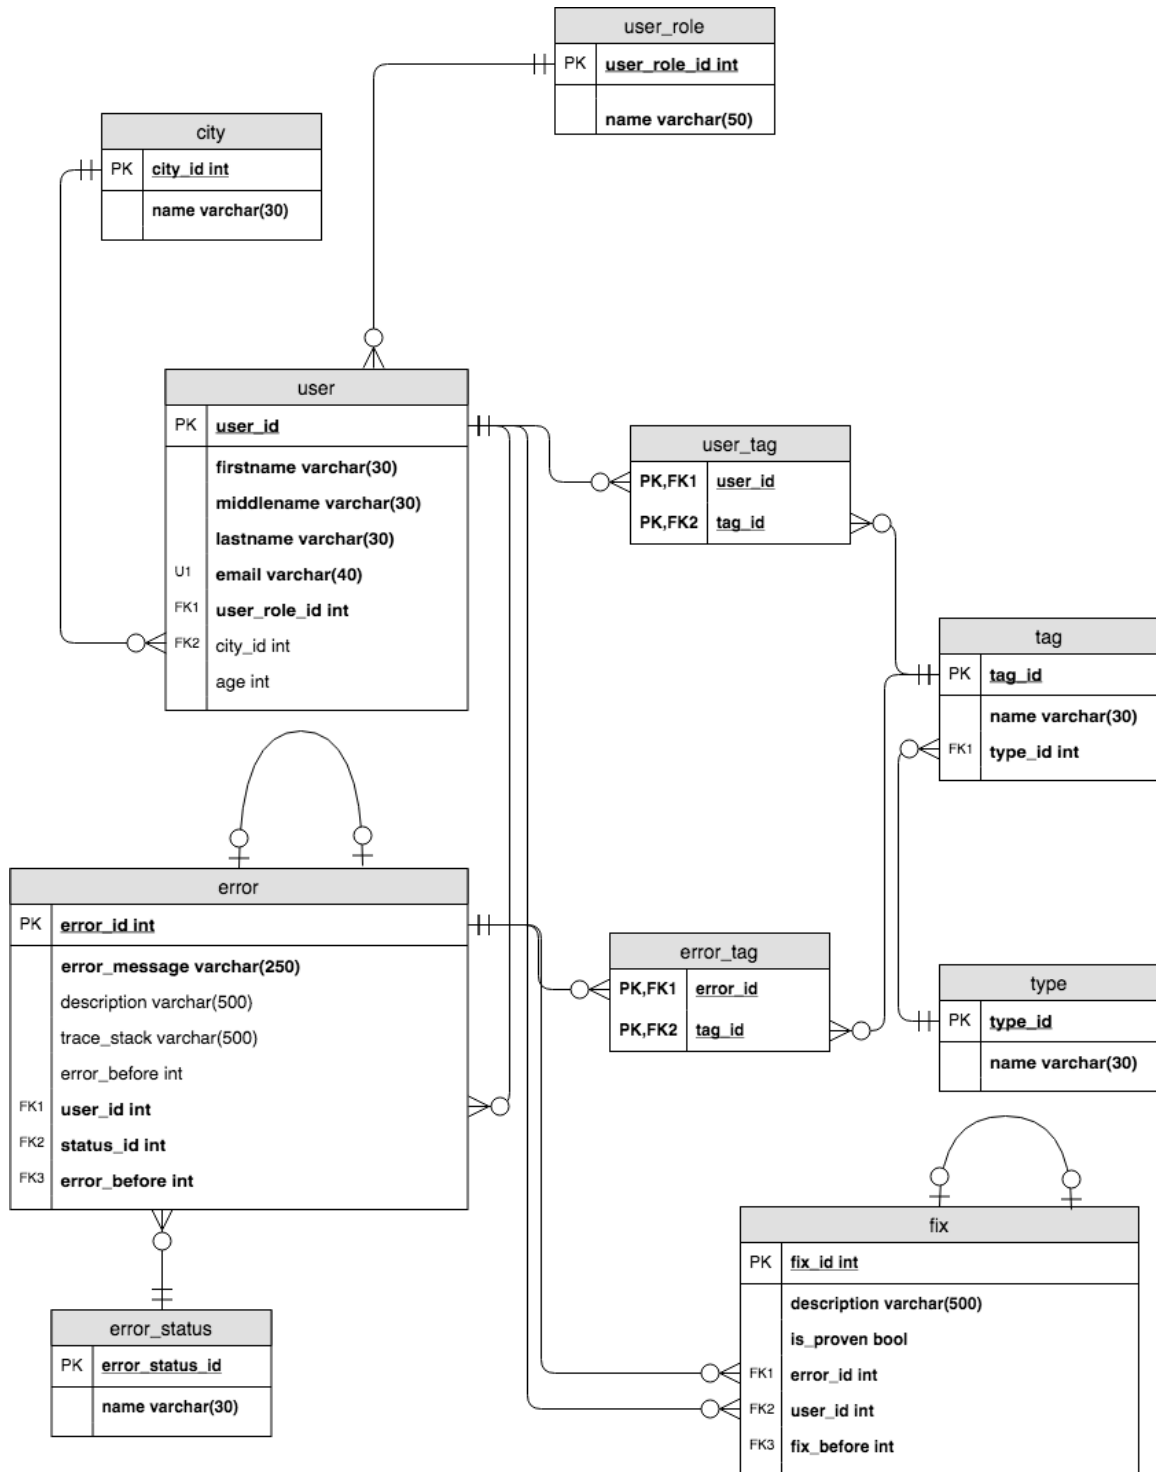 user_role
PK user_role_id int
name varchar(50)
city
PK city_id int
name varchar(30)
user
PK user_id
firstname varchar(30)
middlename varchar(30)
lastname varchar(30)
U1 email varchar(40)
FK1 user_role_id int
FK2 city_id int
age int
user_tag
PK,FK1 user_id
PK,FK2 tag_id
tag
PK tag_id
name varchar(30)
FK1 type_id int
error
PK error_id int
error_message varchar(250)
description varchar(500)
trace_stack varchar(500)
error_before int
FK1 user_id int
FK2 status_id int
FK3 error_before int
error_tag
PK,FK1 error_id
PK,FK2 tag_id
type
PK type_id
name varchar(30)
fix
PK fix_id int
description varchar(500)
is_proven bool
FK1 error_id int
FK2 user_id int
FK3 fix_before int
error_status
PK error_status_id
name varchar(30)